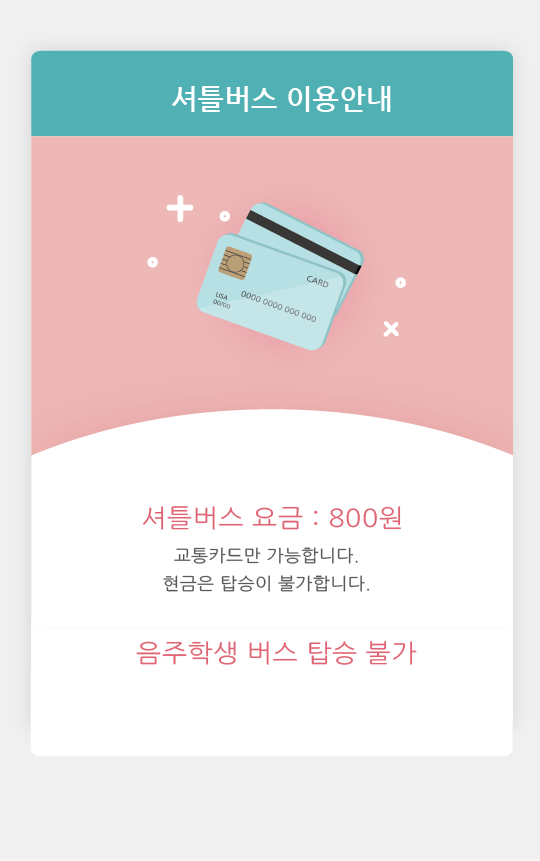 셔틀버스 이용안내
CARD
0000 0000 000 000
USA
00/00
셔틀버스 요금 : 800원
교통카드만 가능합니다.
현금은 탑승이 불가합니다.
음주학생 버스 탑승 불가